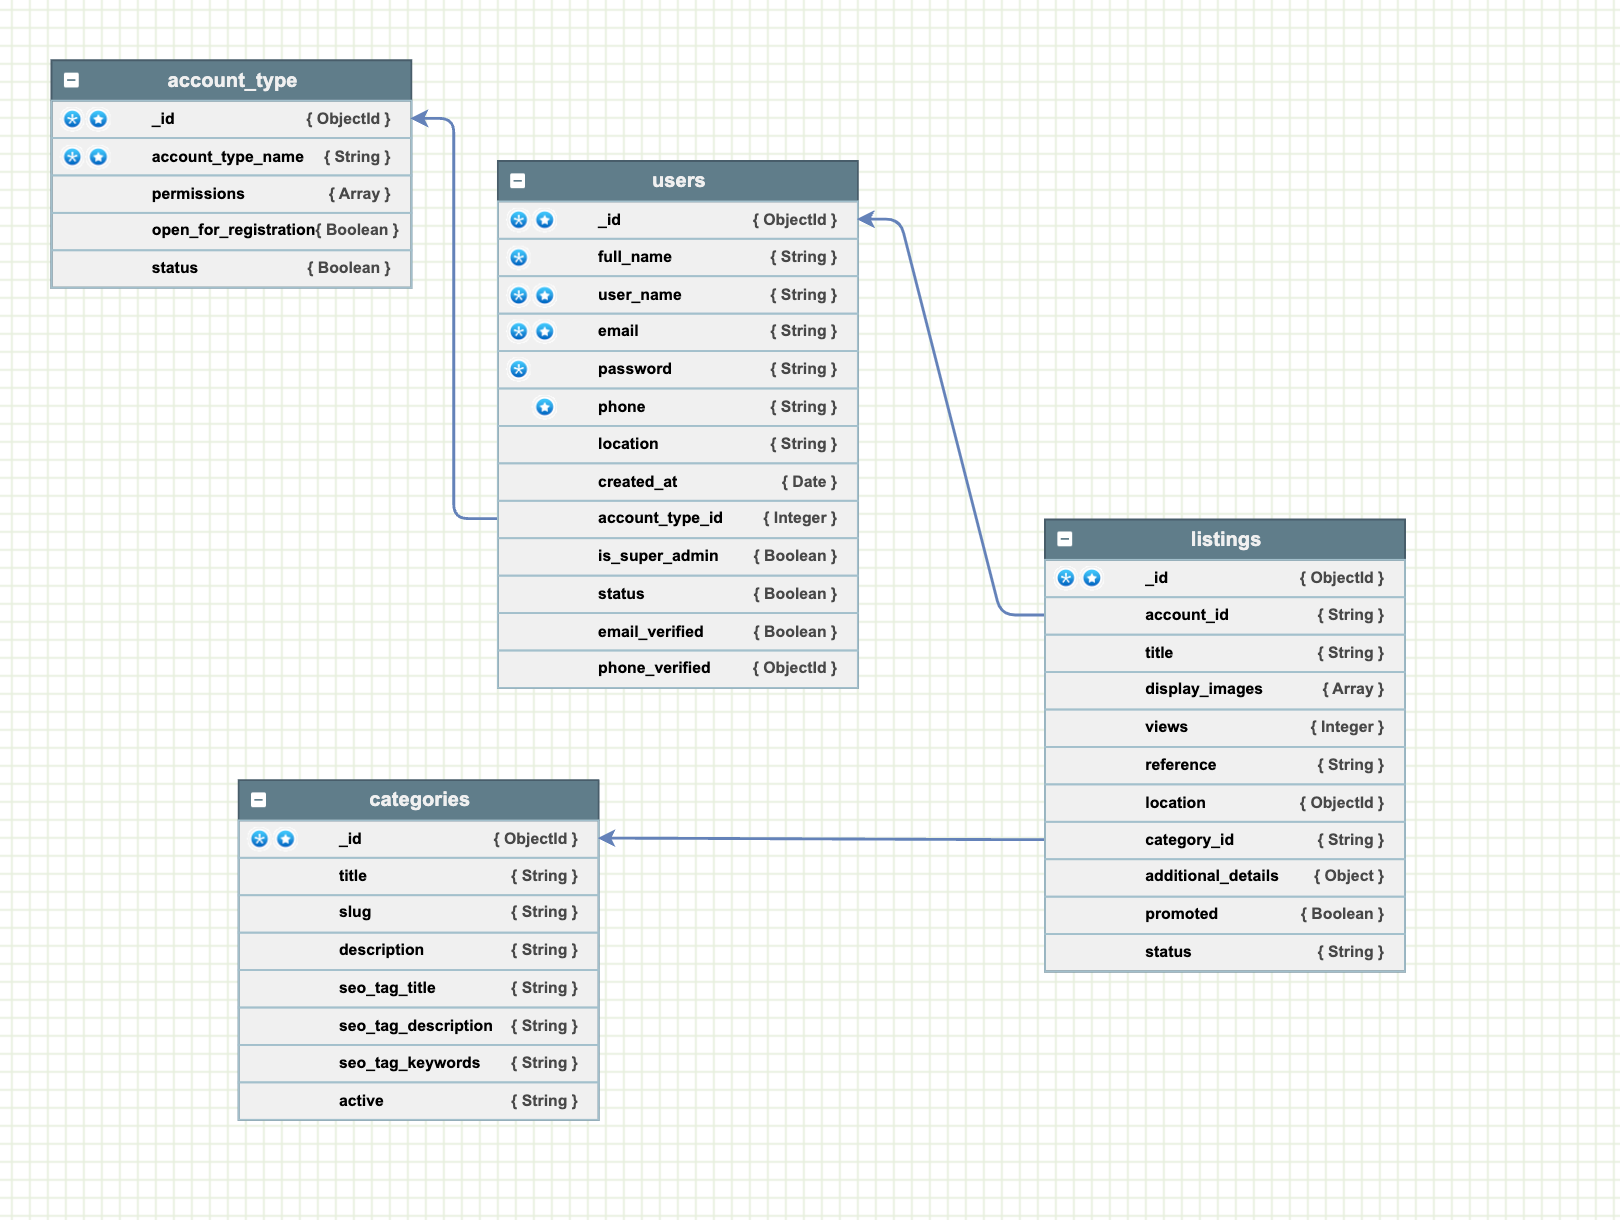 account_type
_id { ObjectId }
account_type_name { String }
permissions { Array }
open_for_registration{ Boolean }
status { Boolean }
users
_id { ObjectId }
full_name { String }
user_name { String }
email { String }
password { String }
phone { String }
location { String }
created_at { Date }
account_type_id { Integer }
is_super_admin { Boolean }
status { Boolean }
email_verified { Boolean }
phone_verified { ObjectId }
listings
_id { ObjectId }
account_id { String }
title { String }
display_images { Array }
views { Integer }
reference { String }
location { ObjectId }
category_id { String }
additional_details { Object }
promoted { Boolean }
status { String }
categories
_id { ObjectId }
title { String }
slug { String }
description { String }
seo_tag_title { String }
seo_tag_description { String }
seo_tag_keywords { String }
active { String }